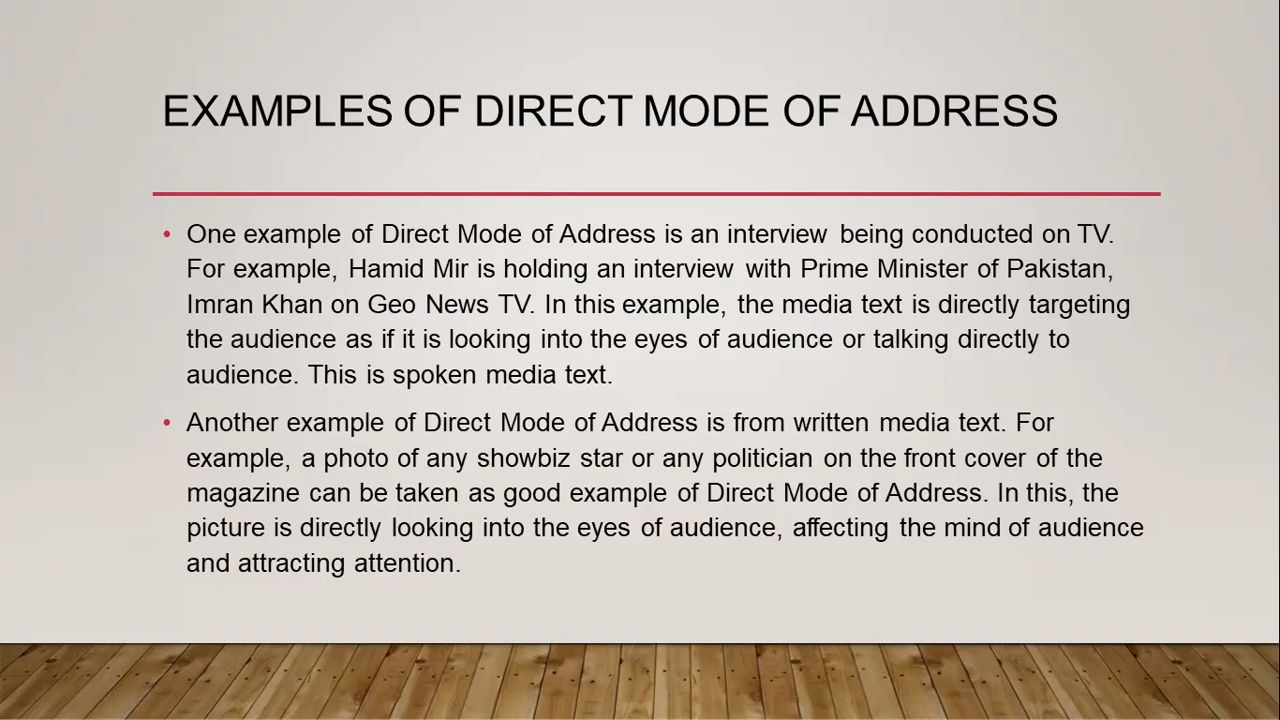 EXAMPLES OF DIRECT MODE OF ADDRESS
• One example of Direct Mode of Address is an interview being conducted on TV.
For example, Hamid Mir is holding an interview with Prime Minister of Pakistan,
Imran Khan on Geo News TV. In this example, the media text is directly targeting
the audience as if it is looking into the eyes of audience or talking directly to
audience. This is spoken media text.
• Another example of Direct Mode of Address is from written media text. For
example, a photo of any showbiz star or any politician on the front cover of the
magazine can be taken as good example of Direct Mode of Address. In this, the
picture is directly looking into the eyes of audience, affecting the mind of audience
and attracting attention.